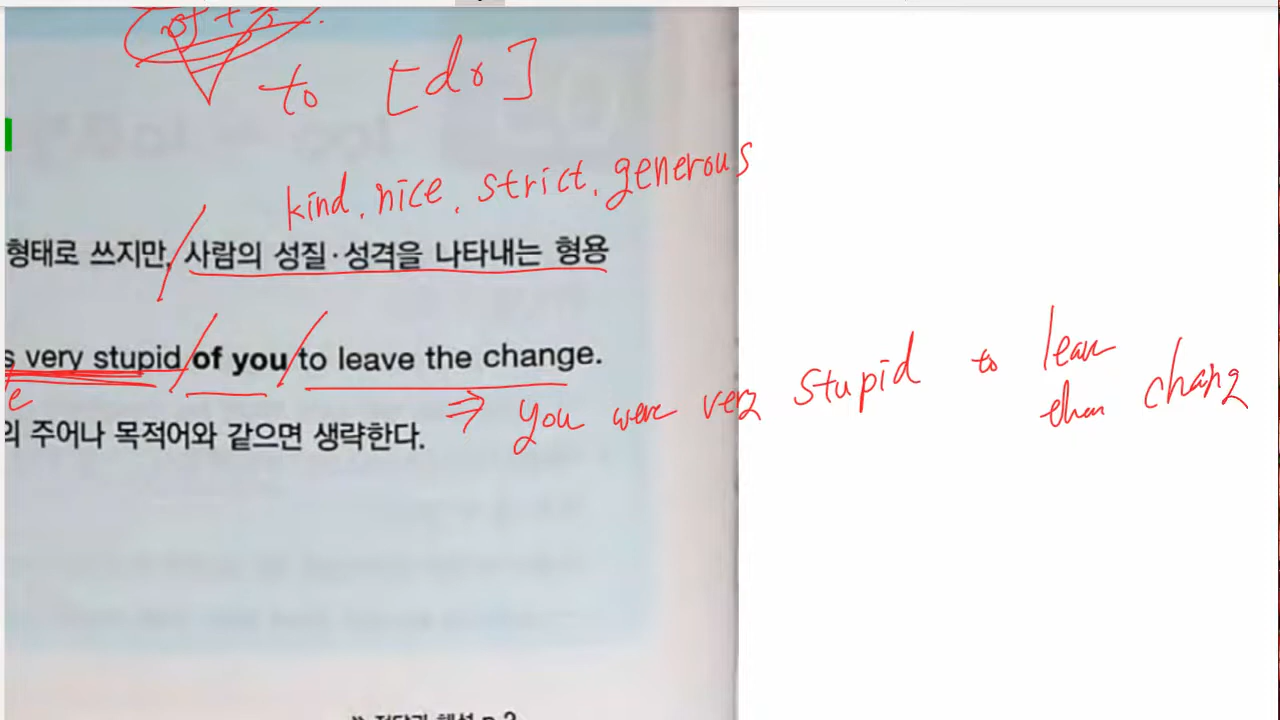 to [do]
kind, nice, strict, generous
형태로 쓰지만, 사람의 성질·성격을 나타내는 형용
s very stupid of you to leave the change.
e
⇒ you were very stupid to leave
의 주어나 목적어와 같으면 생략한다.